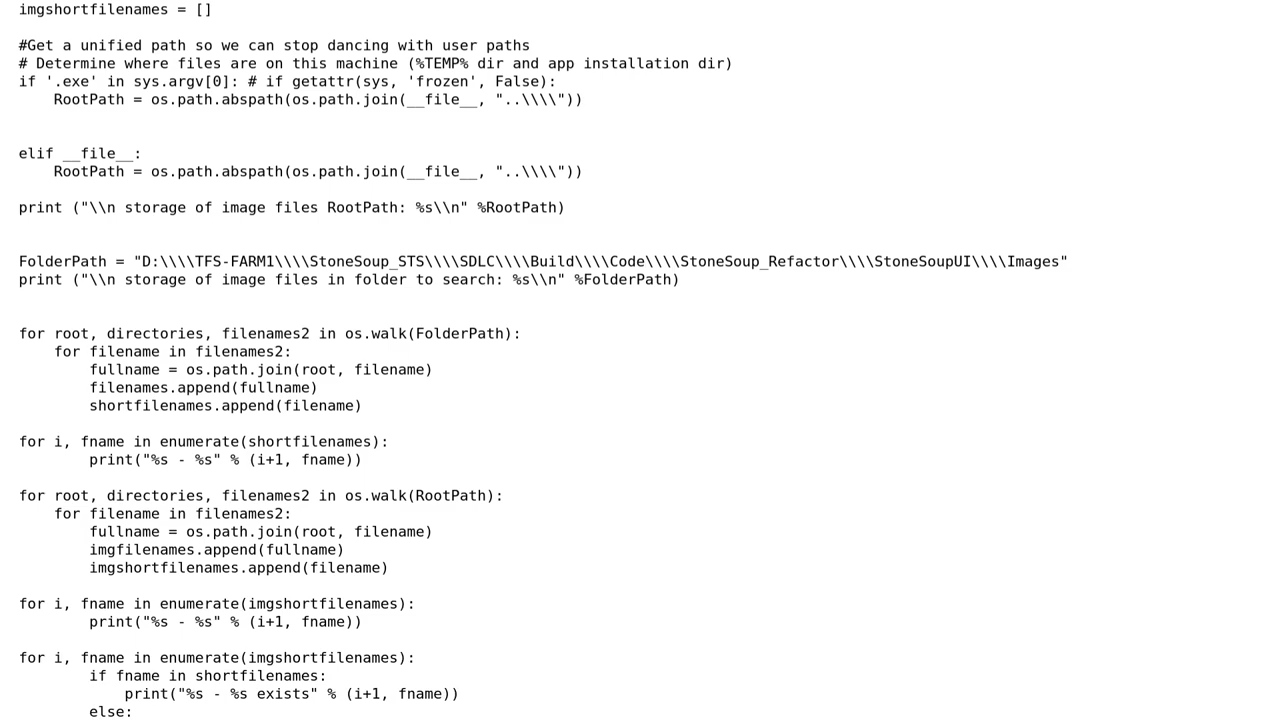 imgshortfilenames = []
#Get a unified path so we can stop dancing with user paths
# Determine where files are on this machine (%TEMP% dir and app installation dir)
if '.exe' in sys.argv[0]: # if getattr(sys, 'frozen', False):
    RootPath = os.path.abspath(os.path.join(__file__, "..\\\\"))
elif __file__:
    RootPath = os.path.abspath(os.path.join(__file__, "..\\\\"))
print ("\\n storage of image files RootPath: %s\\n" %RootPath)
FolderPath = "D:\\\\TFS-FARM1\\\\StoneSoup_STS\\\\SDLC\\\\Build\\\\Code\\\\StoneSoup_Refactor\\\\StoneSoupUI\\\\Images"
print ("\\n storage of image files in folder to search: %s\\n" %FolderPath)
for root, directories, filenames2 in os.walk(FolderPath):
    for filename in filenames2:
        fullname = os.path.join(root, filename)
        filenames.append(fullname)
        shortfilenames.append(filename)
for i, fname in enumerate(shortfilenames):
        print("%s - %s" % (i+1, fname))
for root, directories, filenames2 in os.walk(RootPath):
    for filename in filenames2:
        fullname = os.path.join(root, filename)
        imgfilenames.append(fullname)
        imgshortfilenames.append(filename)
for i, fname in enumerate(imgshortfilenames):
        print("%s - %s" % (i+1, fname))
for i, fname in enumerate(imgshortfilenames):
        if fname in shortfilenames:
            print("%s - %s exists" % (i+1, fname))
        else: